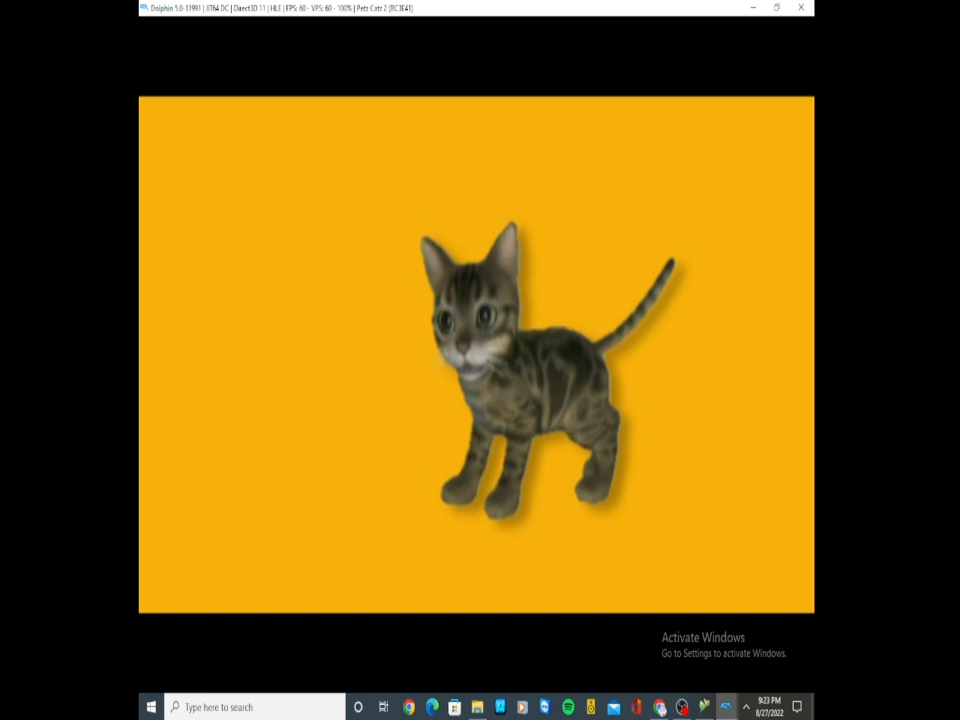 Dolphin 5.0-11991 | JIT64 DC | Direct3D 11 | HLE | FPS: 60 - VPS: 60 - 100% | Petz Catz 2 (RC3E41)
Activate Windows
Go to Settings to activate Windows.
Type here to search
9:23 PM
8/27/2022